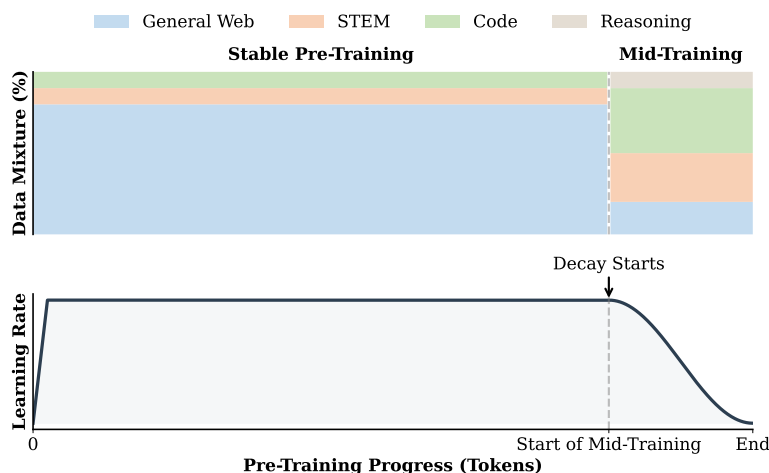 General Web
STEM
Code
Reasoning
Stable Pre-Training
Mid-Training
Data Mixture (%)
Decay Starts
Learning Rate
0
Start of Mid-Training
End
Pre-Training Progress (Tokens)